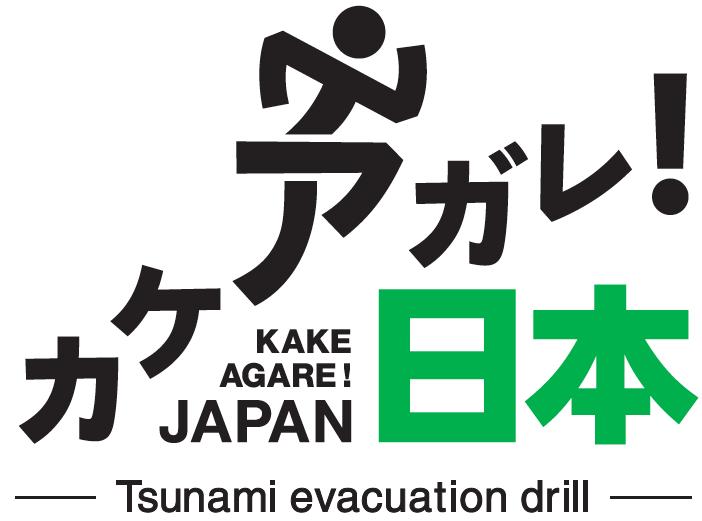 カケアガレ！
日本
KAKE
AGARE!
JAPAN
Tsunami evacuation drill